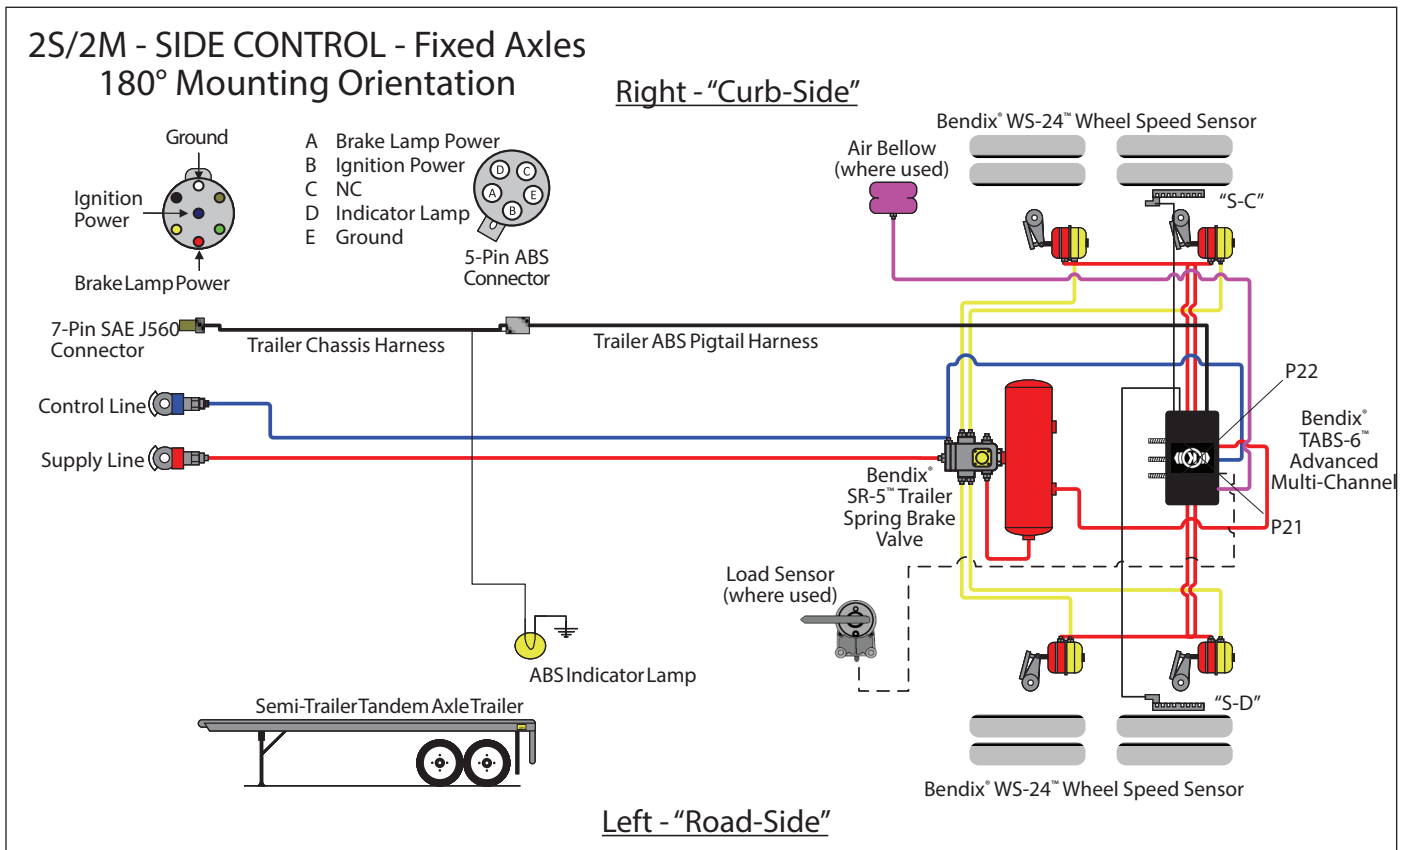 2S/2M - SIDE CONTROL - Fixed Axles
180° Mounting Orientation
Right - “Curb-Side”
Ground
Ignition
Power
Brake Lamp Power
A Brake Lamp Power
B Ignition Power
C NC
D Indicator Lamp
E Ground
D
C
A
E
B
5-Pin ABS
Connector
Bendix® WS-24™ Wheel Speed Sensor
Air Bellow
(where used)
“S-C”
7-Pin SAE J560
Connector
Trailer Chassis Harness
Trailer ABS Pigtail Harness
Control Line
Supply Line
P22
Bendix®
TABS-6™
Advanced
Multi-Channel
P21
Bendix®
SR-5™ Trailer
Spring Brake
Valve
Load Sensor
(where used)
ABS Indicator Lamp
Semi-Trailer Tandem Axle Trailer
“S-D”
Bendix® WS-24™ Wheel Speed Sensor
Left - “Road-Side”